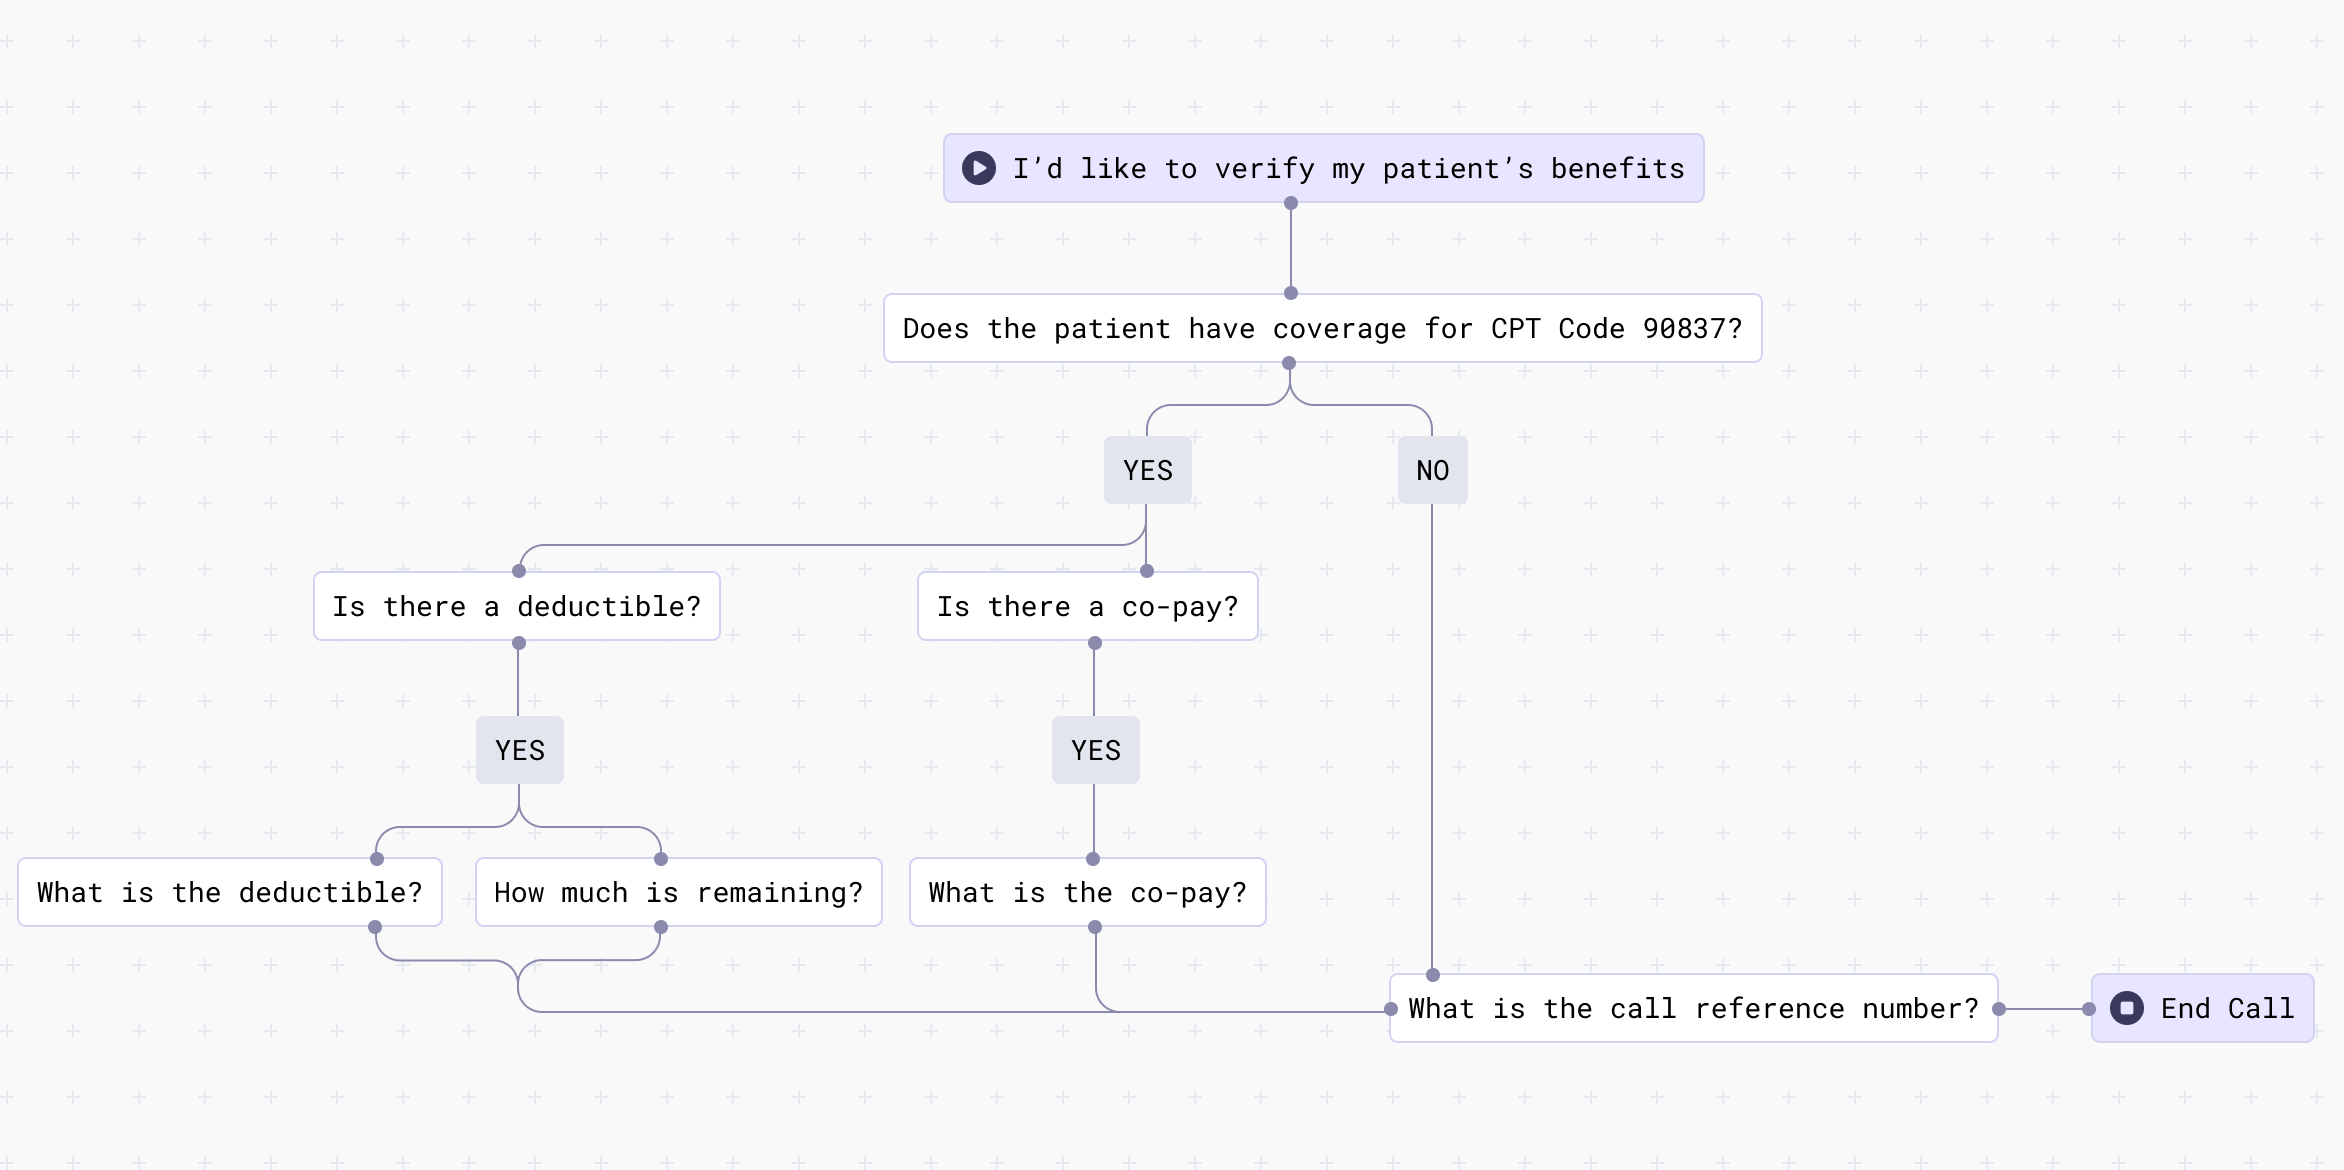 I’d like to verify my patient’s benefits
Does the patient have coverage for CPT Code 90837?
YES
NO
Is there a deductible?
Is there a co-pay?
YES
YES
What is the deductible?
How much is remaining?
What is the co-pay?
What is the call reference number?
End Call